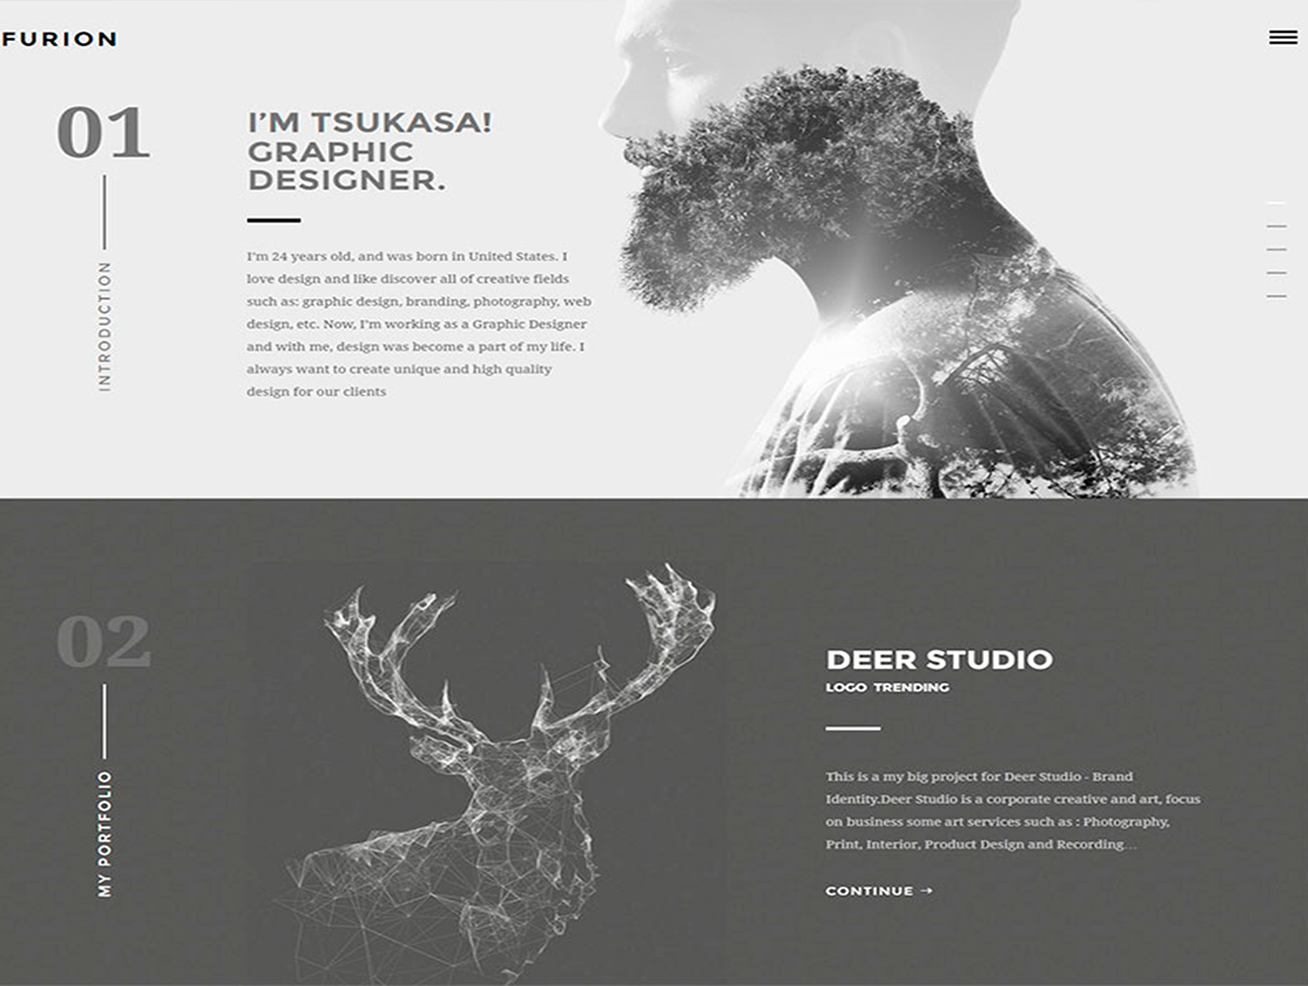 FURION
01
INTRODUCTION
I'M TSUKASA!
GRAPHIC
DESIGNER.
I'm 24 years old, and was born in United States. I
love design and like discover all of creative fields
such as: graphic design, branding, photography, web
design, etc. Now, I'm working as a Graphic Designer
and with me, design was become a part of my life. I
always want to create unique and high quality
design for our clients
02
MY PORTFOLIO
DEER STUDIO
LOGO TRENDING
This is a my big project for Deer Studio - Brand
Identity.Deer Studio is a corporate creative and art, focus
on business some art services such as : Photography,
Print, Interior, Product Design and Recording...
CONTINUE →